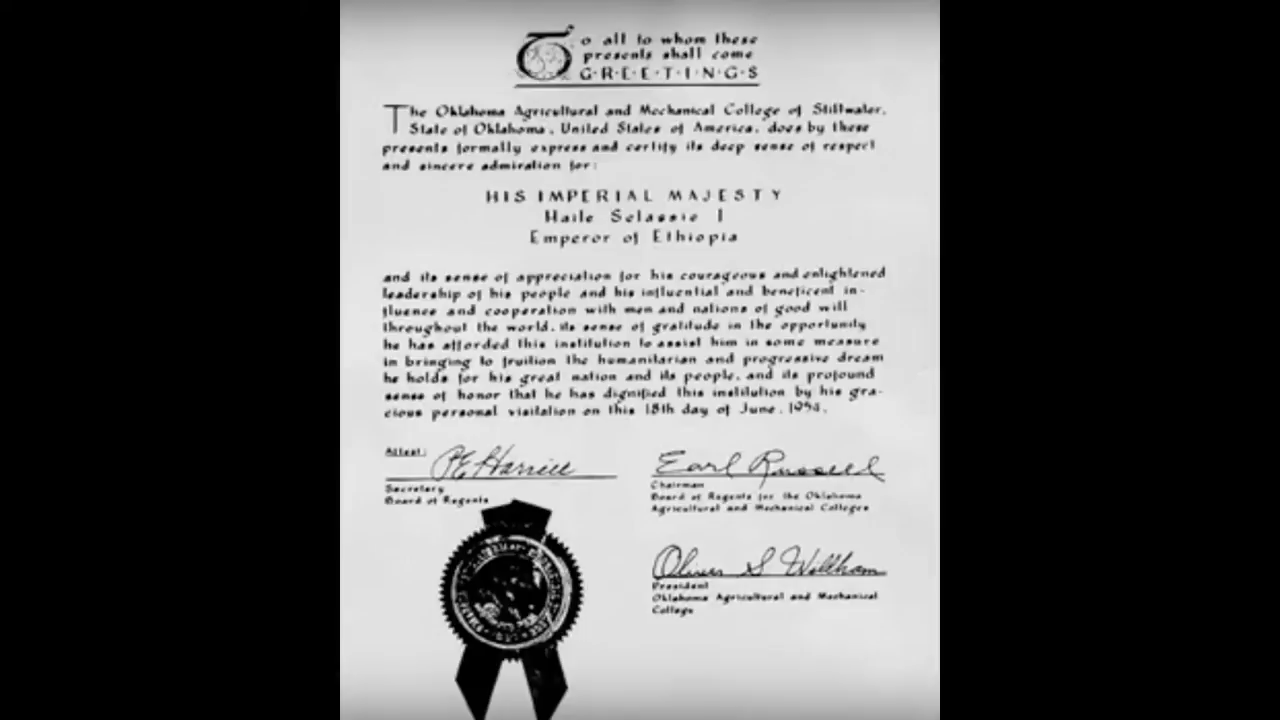 To all to whom these
presents shall come
G·R·E·E·T·I·N·G·S
The Oklahoma Agricultural and Mechanical College of Stillwater,
State of Oklahoma, United States of America, does by these
presents formally express and certify its deep sense of respect
and sincere admiration for:
HIS IMPERIAL MAJESTY
Haile Selassie I
Emperor of Ethiopia
and its sense of appreciation for his courageous and enlightened
leadership of his people and his influential and beneficent in-
fluence and cooperation with men and nations of good will
throughout the world, its sense of gratitude in the opportunity
he has afforded this institution to assist him in some measure
in bringing to fruition the humanitarian and progressive dream
he holds for his great nation and its people, and its profound
sense of honor that he has dignified this institution by his gra-
cious personal visitation on this 18th day of June, 1954.
Attest:
Secretary
Board of Regents
Earl Russell
Chairman
Board of Regents for the Oklahoma
Agricultural and Mechanical Colleges
Oliver S Willham
President
Oklahoma Agricultural and Mechanical
College